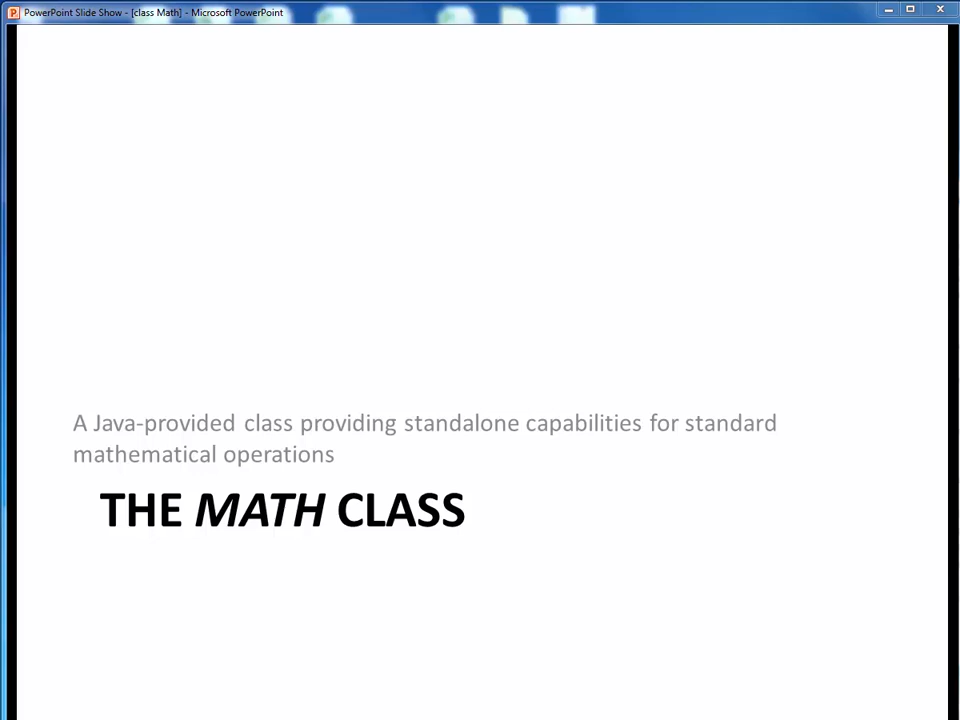 PowerPoint Slide Show - [class Math] - Microsoft PowerPoint
A Java-provided class providing standalone capabilities for standard
mathematical operations
THE MATH CLASS